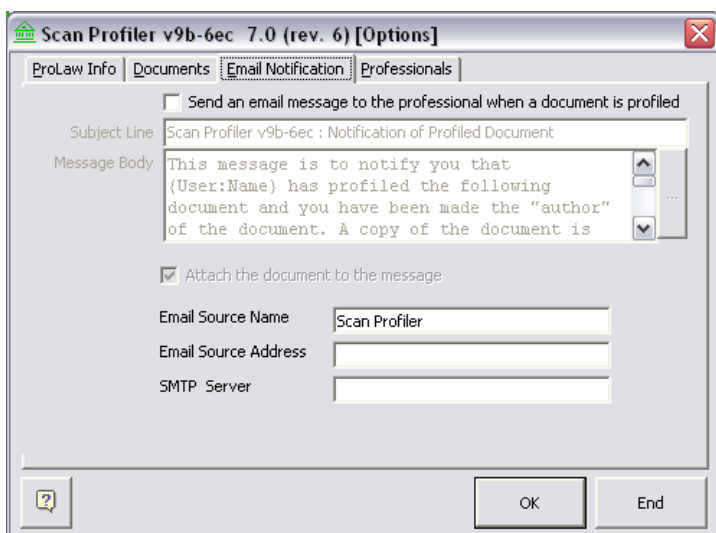 Scan Profiler v9b-6ec 7.0 (rev. 6) [Options]
ProLaw Info Documents Email Notification Professionals
Send an email message to the professional when a document is profiled
Subject Line Scan Profiler v9b-6ec : Notification of Profiled Document
Message Body This message is to notify you that
{User:Name} has profiled the following
document and you have been made the "author"
of the document. A copy of the document is
...
Attach the document to the message
Email Source Name Scan Profiler
Email Source Address
SMTP Server
? OK End